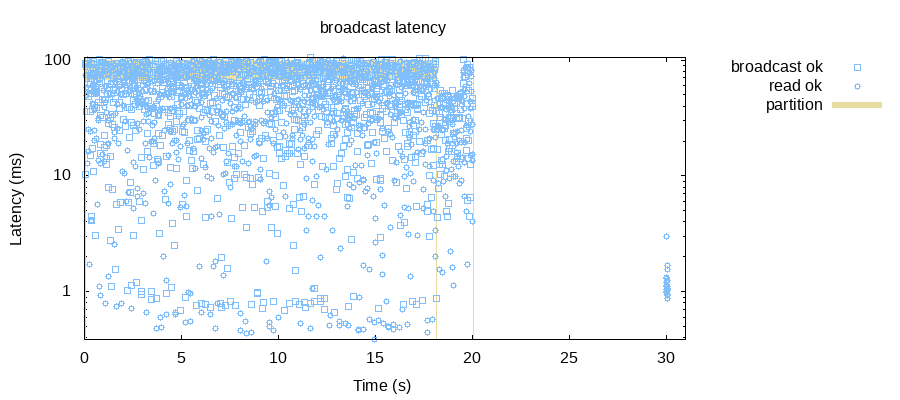 broadcast latency
100
10
1
Latency (ms)
0 5 10 15 20 25 30
Time (s)
broadcast ok
read ok
partition